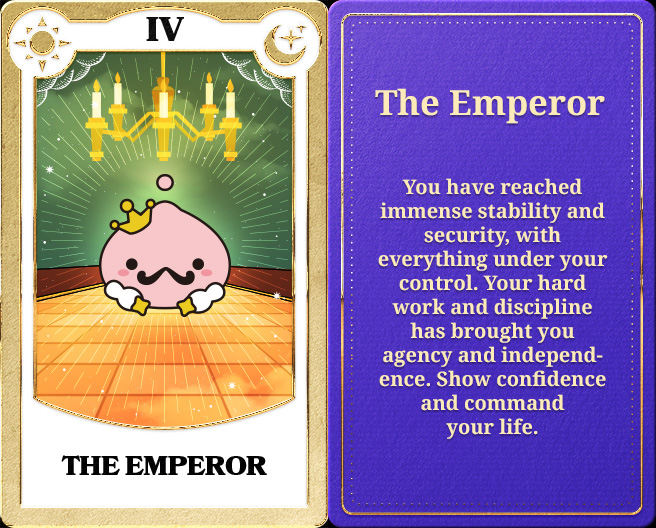 IV
THE EMPEROR
The Emperor
You have reached
immense stability and
security, with
everything under your
control. Your hard
work and discipline
has brought you
agency and independ-
ence. Show confidence
and command
your life.